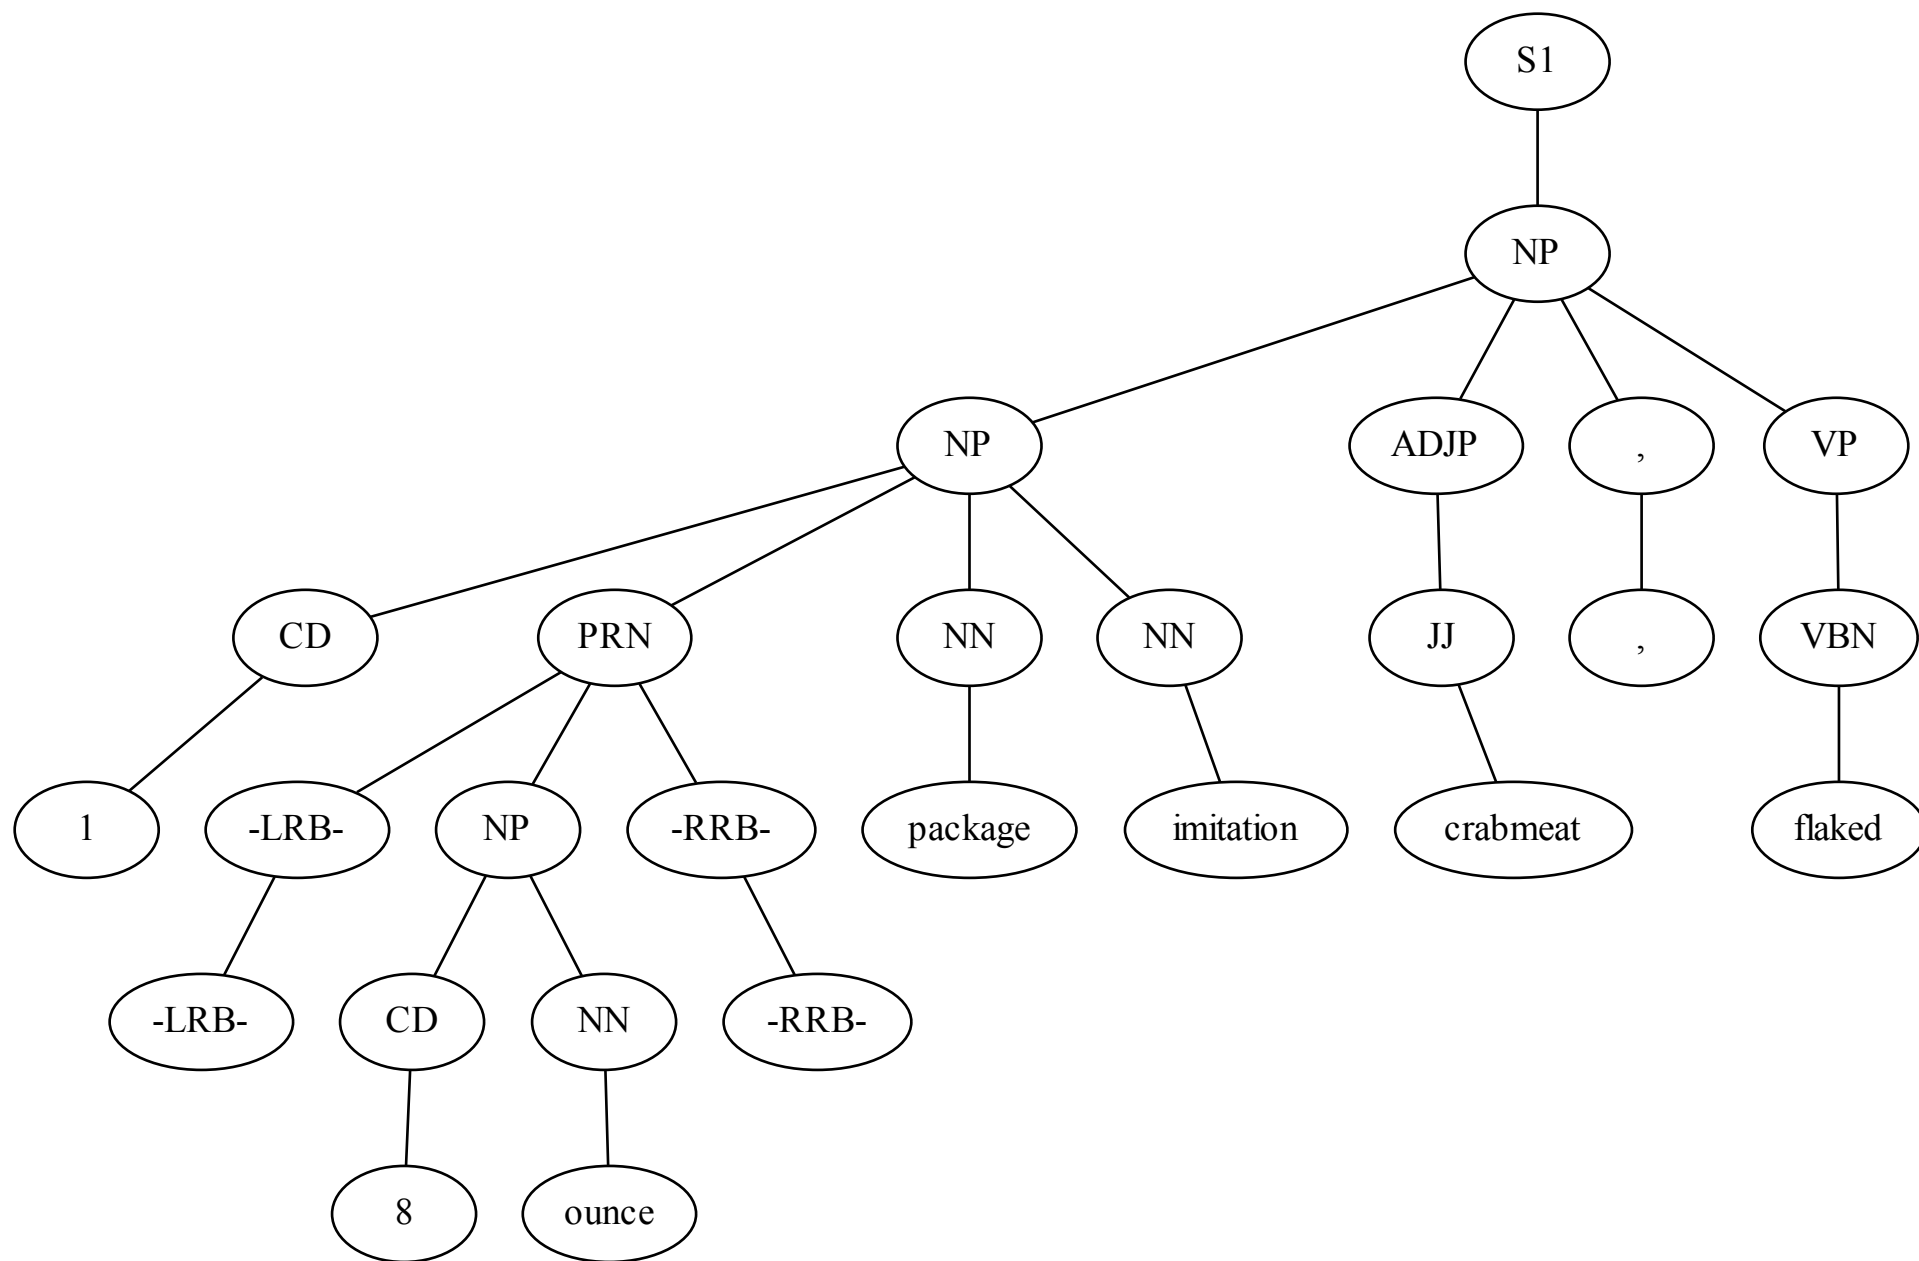 S1
NP
NP ADJP , VP
CD PRN NN NN JJ , VBN
1 -LRB- NP -RRB- package imitation crabmeat flaked
-LRB- CD NN -RRB-
8 ounce